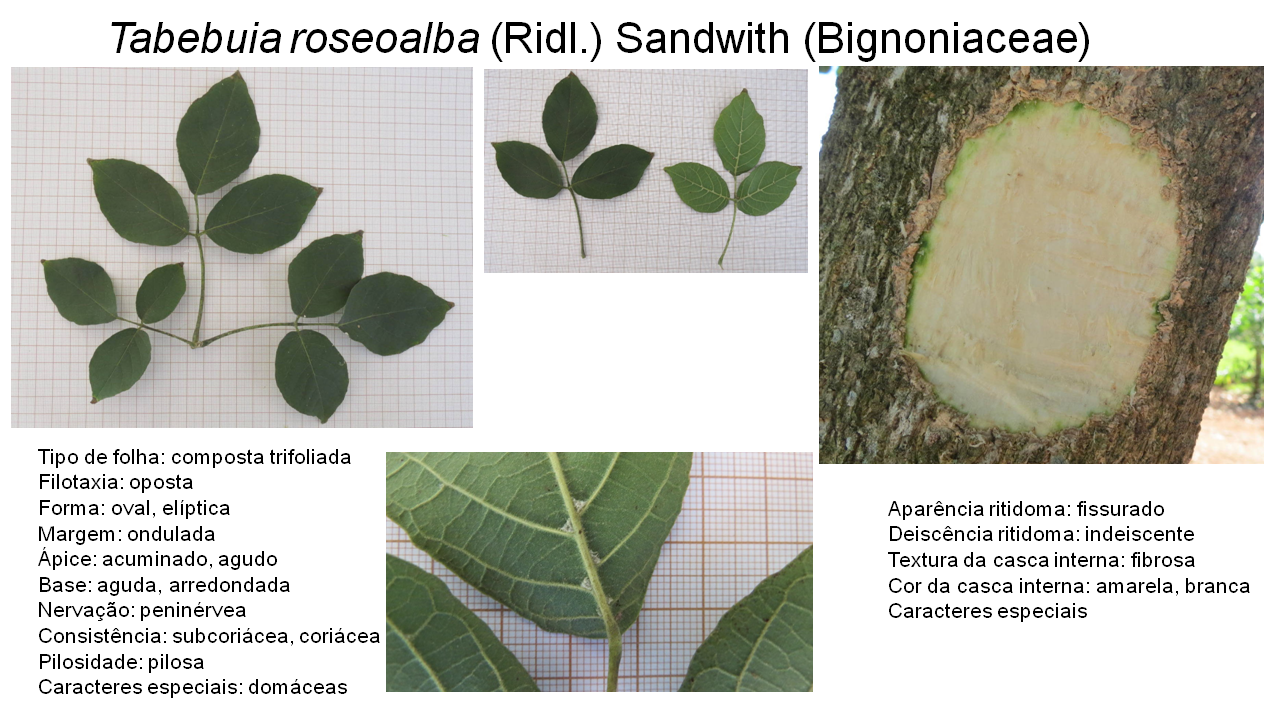 Tabebuia roseoalba (Ridl.) Sandwith (Bignoniaceae)
Tipo de folha: composta trifoliada
Filotaxia: oposta
Forma: oval, elíptica
Margem: ondulada
Ápice: acuminado, agudo
Base: aguda, arredondada
Nervação: peninérvea
Consistência: subcoriácea, coriácea
Pilosidade: pilosa
Caracteres especiais: domáceas
Aparência ritidoma: fissurado
Deiscência ritidoma: indeiscente
Textura da casca interna: fibrosa
Cor da casca interna: amarela, branca
Caracteres especiais